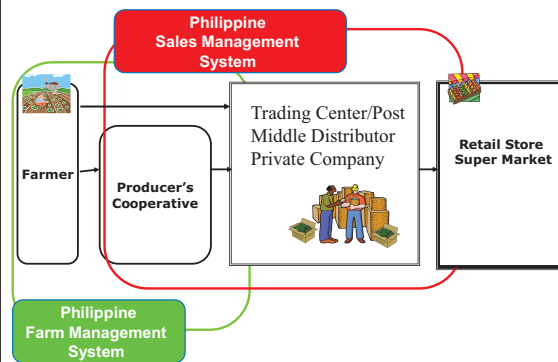 Philippine
Sales Management
System
Farmer
Producer's
Cooperative
Trading Center/Post
Middle Distributor
Private Company
Retail Store
Super Market
Philippine
Farm Management
System